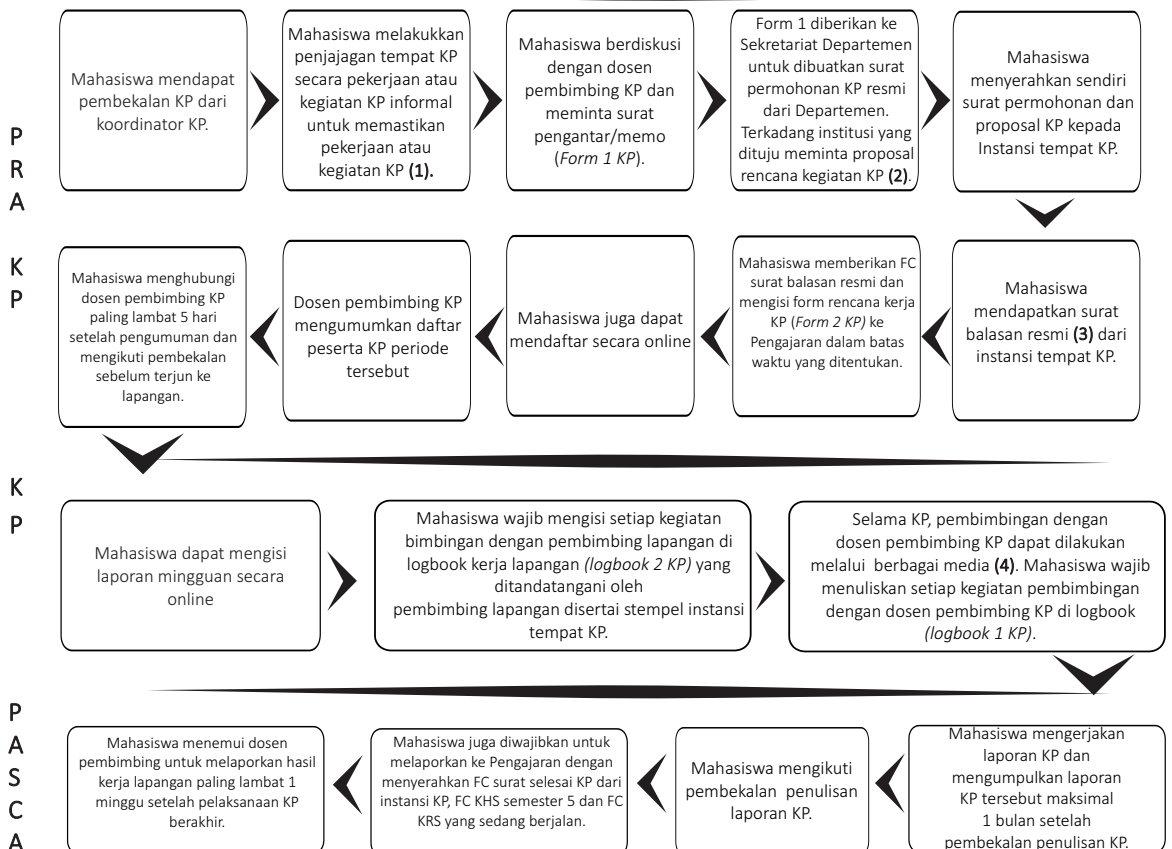 P
R
A
K
P
Mahasiswa mendapat
pembekalan KP dari
koordinator KP.
Mahasiswa melakukkan
penjajagan tempat KP
secara pekerjaan atau
kegiatan KP informal
untuk memastikan
pekerjaan atau
kegiatan KP (1).
Mahasiswa berdiskusi
dengan dosen
pembimbing KP dan
meminta surat
pengantar/memo
(Form 1 KP).
Form 1 diberikan ke
Sekretariat Departemen
untuk dibuatkan surat
permohonan KP resmi
dari Departemen.
Terkadang institusi yang
dituju meminta proposal
rencana kegiatan KP (2).
Mahasiswa
menyerahkan sendiri
surat permohonan dan
proposal KP kepada
Instansi tempat KP.
Mahasiswa
mendapatkan surat
balasan resmi (3) dari
instansi tempat KP.
Mahasiswa memberikan FC
surat balasan resmi dan
mengisi form rencana kerja
KP (Form 2 KP) ke
Pengajaran dalam batas
waktu yang ditentukan.
Mahasiswa juga dapat
mendaftar secara online
Dosen pembimbing KP
mengumumkan daftar
peserta KP periode
tersebut
Mahasiswa menghubungi
dosen pembimbing KP
paling lambat 5 hari
setelah pengumuman dan
mengikuti pembekalan
sebelum terjun ke
lapangan.
K
P
Mahasiswa dapat mengisi
laporan mingguan secara
online
Mahasiswa wajib mengisi setiap kegiatan
bimbingan dengan pembimbing lapangan di
logbook kerja lapangan (logbook 2 KP) yang
ditandatangani oleh
pembimbing lapangan disertai stempel instansi
tempat KP.
Selama KP, pembimbingan dengan
dosen pembimbing KP dapat dilakukan
melalui berbagai media (4). Mahasiswa wajib
menuliskan setiap kegiatan pembimbingan
dengan dosen pembimbing KP di logbook
(logbook 1 KP).
P
A
S
C
A
Mahasiswa mengerjakan
laporan KP dan
mengumpulkan laporan
KP tersebut maksimal
1 bulan setelah
pembekalan penulisan KP.
Mahasiswa mengikuti
pembekalan penulisan
laporan KP.
Mahasiswa juga diwajibkan untuk
melaporkan ke Pengajaran dengan
menyerahkan FC surat selesai KP dari
instansi KP, FC KHS semester 5 dan FC
KRS yang sedang berjalan.
Mahasiswa menemui dosen
pembimbing untuk melaporkan hasil
kerja lapangan paling lambat 1
minggu setelah pelaksanaan KP
berakhir.